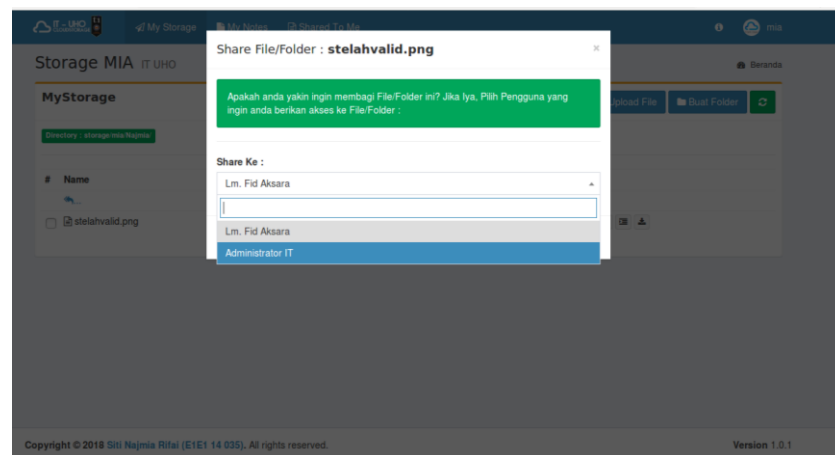 IT - UHO
My Storage
My Notes
Shared To Me
mia
Storage MIA IT UHO
Beranda
Share File/Folder : stelahvalid.png
×
MyStorage
Upload File
Buat Folder
Apakah anda yakin ingin membagi File/Folder ini? Jika Iya, Pilih Pengguna yang
ingin anda berikan akses ke File/Folder :
Directory : storage/mia/Najmia/
Share Ke :
Lm. Fid Aksara
# Name
...
Lm. Fid Aksara
stelahvalid.png
Administrator IT
Copyright © 2018 Siti Najmia Rifai (E1E1 14 035). All rights reserved.
Version 1.0.1